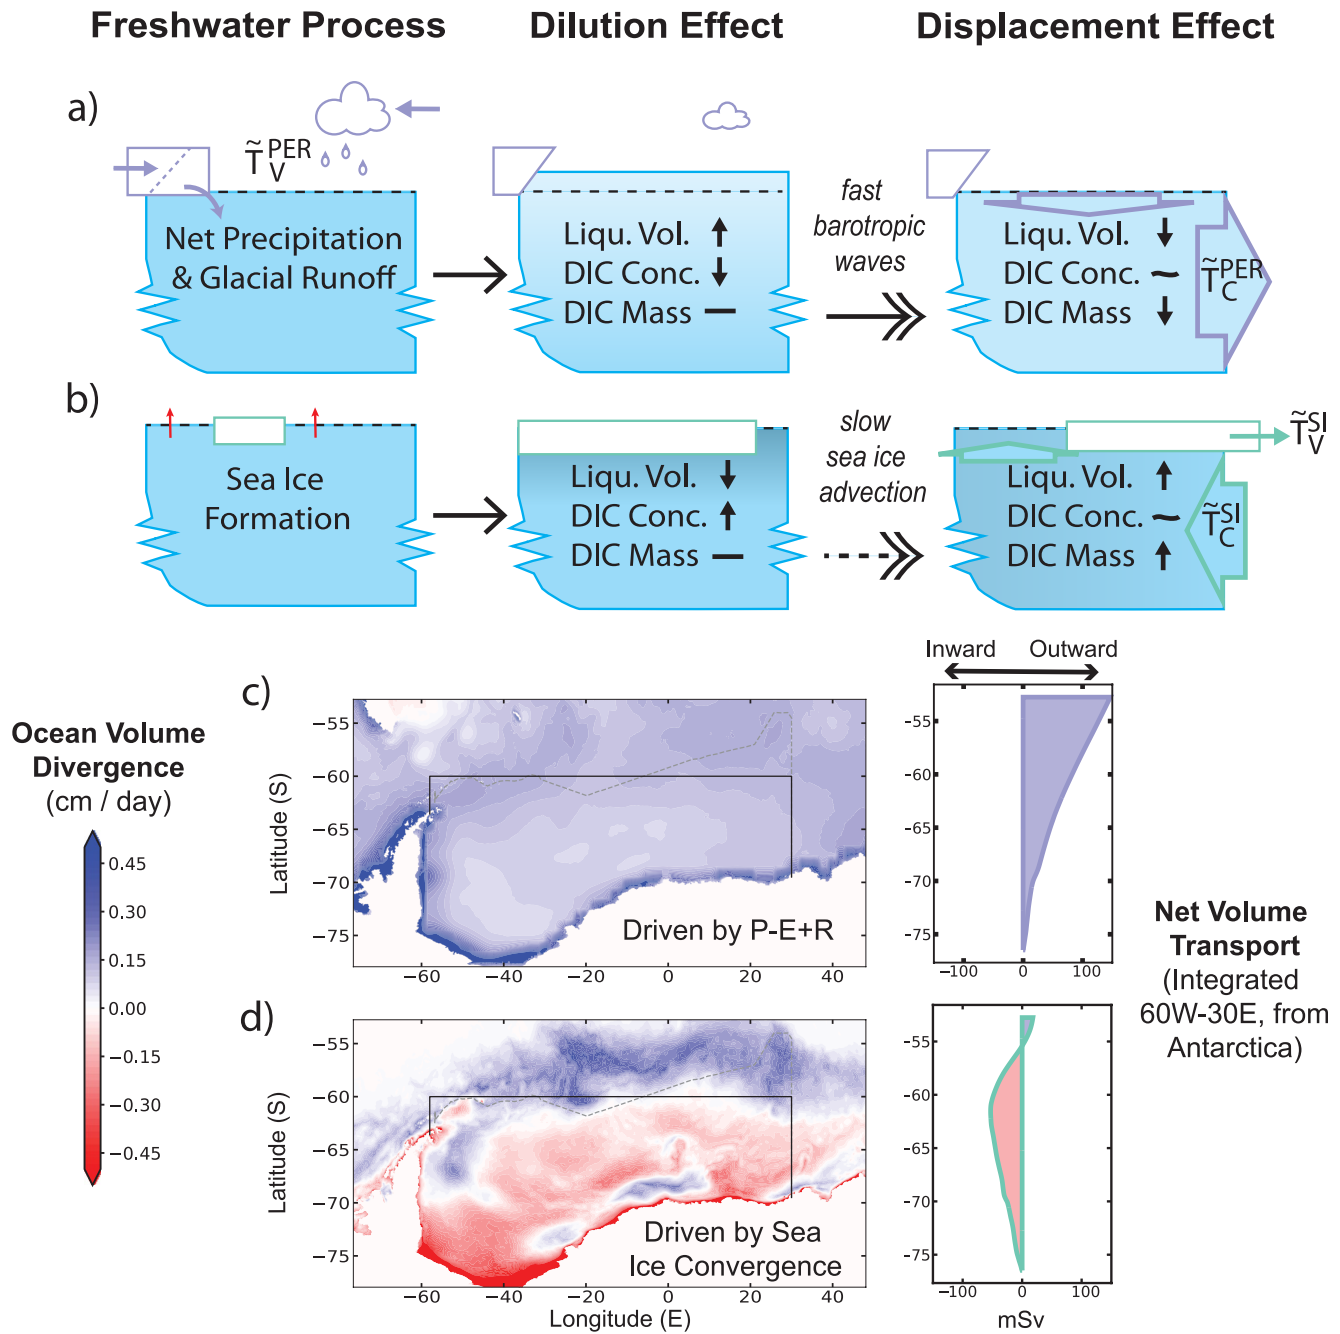 Freshwater Process
Dilution Effect
Displacement Effect
a)
T̃_V^PER
Net Precipitation
& Glacial Runoff
Liqu. Vol.
DIC Conc.
DIC Mass
fast
barotropic
waves
Liqu. Vol.
DIC Conc. ~
DIC Mass
T̃_C^PER
b)
Sea Ice
Formation
Liqu. Vol.
DIC Conc.
DIC Mass
slow
sea ice
advection
Liqu. Vol.
DIC Conc. ~
DIC Mass
T̃_V^SI
T̃_C^SI
Inward Outward
c)
Ocean Volume
Divergence
(cm / day)
0.45
0.30
0.15
0.00
−0.15
−0.30
−0.45
Latitude (S)
−55
−60
−65
−70
−75
−60 −40 −20 0 20 40
Driven by P-E+R
-55
-60
-65
-70
-75
−100 0 100
Net Volume
Transport
(Integrated
60W-30E, from
Antarctica)
d)
Latitude (S)
−55
−60
−65
−70
−75
−60 −40 −20 0 20 40
Longitude (E)
Driven by Sea
Ice Convergence
-55
-60
-65
-70
-75
−100 0 100
mSv